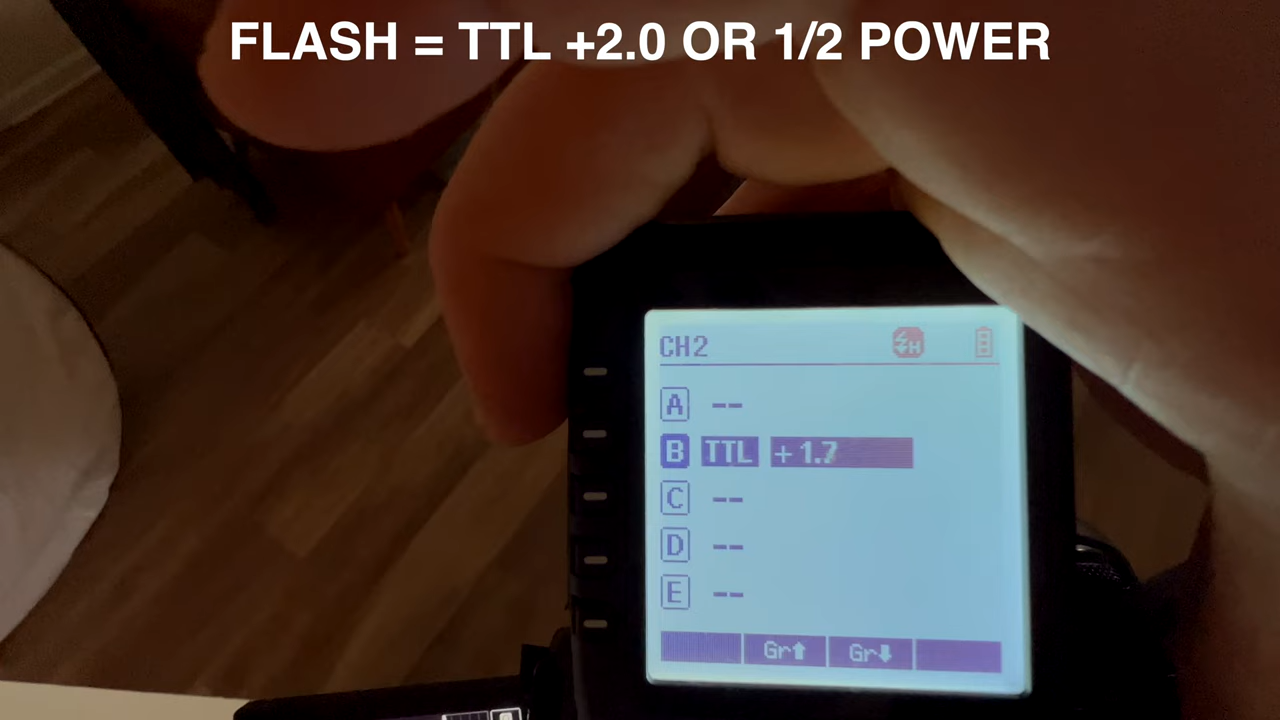 FLASH = TTL +2.0 OR 1/2 POWER
CH2 H
A --
B TTL +1.7
C --
D --
E --
Gr⬆ Gr⬇